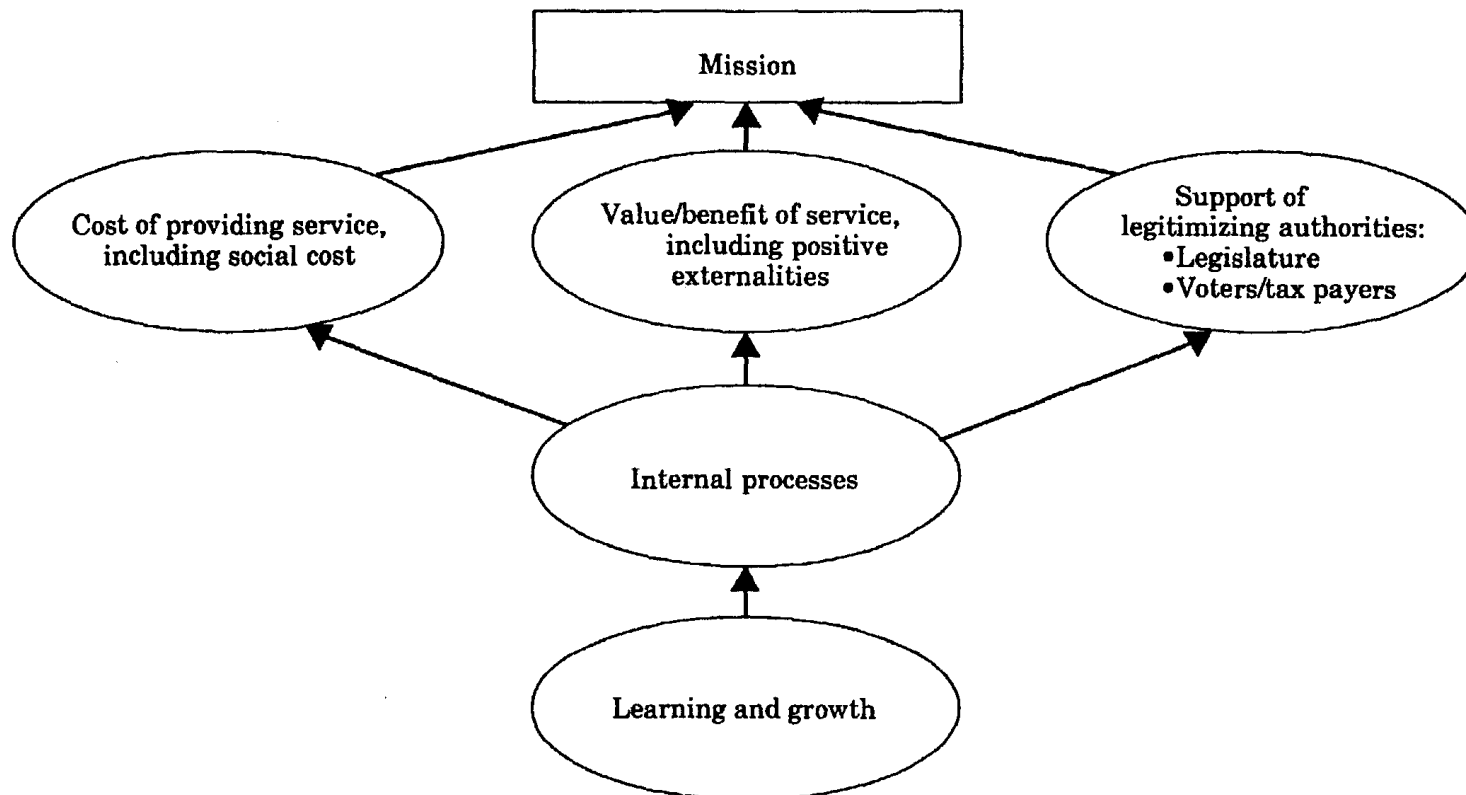 Mission
Cost of providing service,
including social cost
Value/benefit of service,
including positive
externalities
Support of
legitimizing authorities:
•Legislature
•Voters/tax payers
Internal processes
Learning and growth